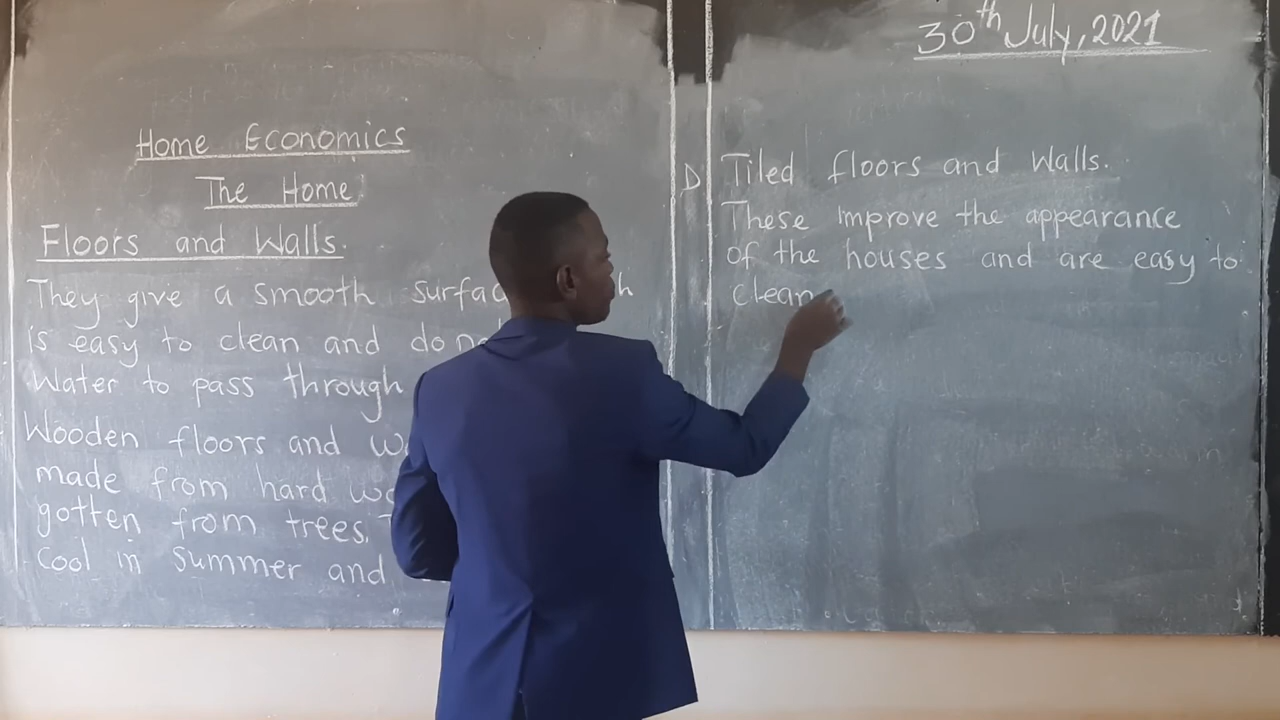 Home Economics
The Home
Floors and Walls.
They give a smooth
is easy to clean and do
Water to pass through
Wooden floors and
made from hard
gotten from trees.
Cool in Summer and
30th July, 2021
D Tiled floors and Walls.
These improve the appearance
of the houses and are easy to
clean